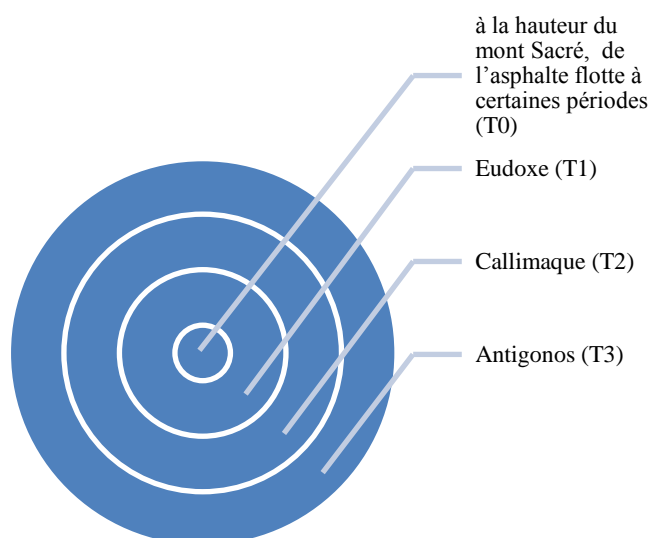 à la hauteur du
mont Sacré,  de
l’asphalte flotte à
certaines périodes
(T0)
Eudoxe (T1)
Callimaque (T2)
Antigonos (T3)